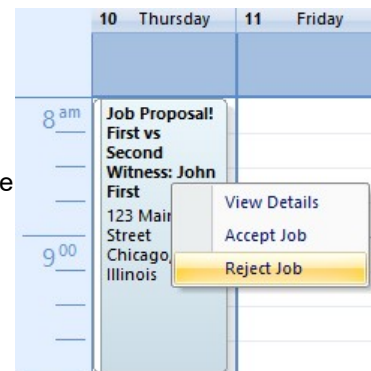 10 Thursday 11 Friday
8 am
Job Proposal!
First vs
Second
Witness: John
First
123 Main
Street
Chicago,
Illinois
e
View Details
Accept Job
Reject Job
9 00